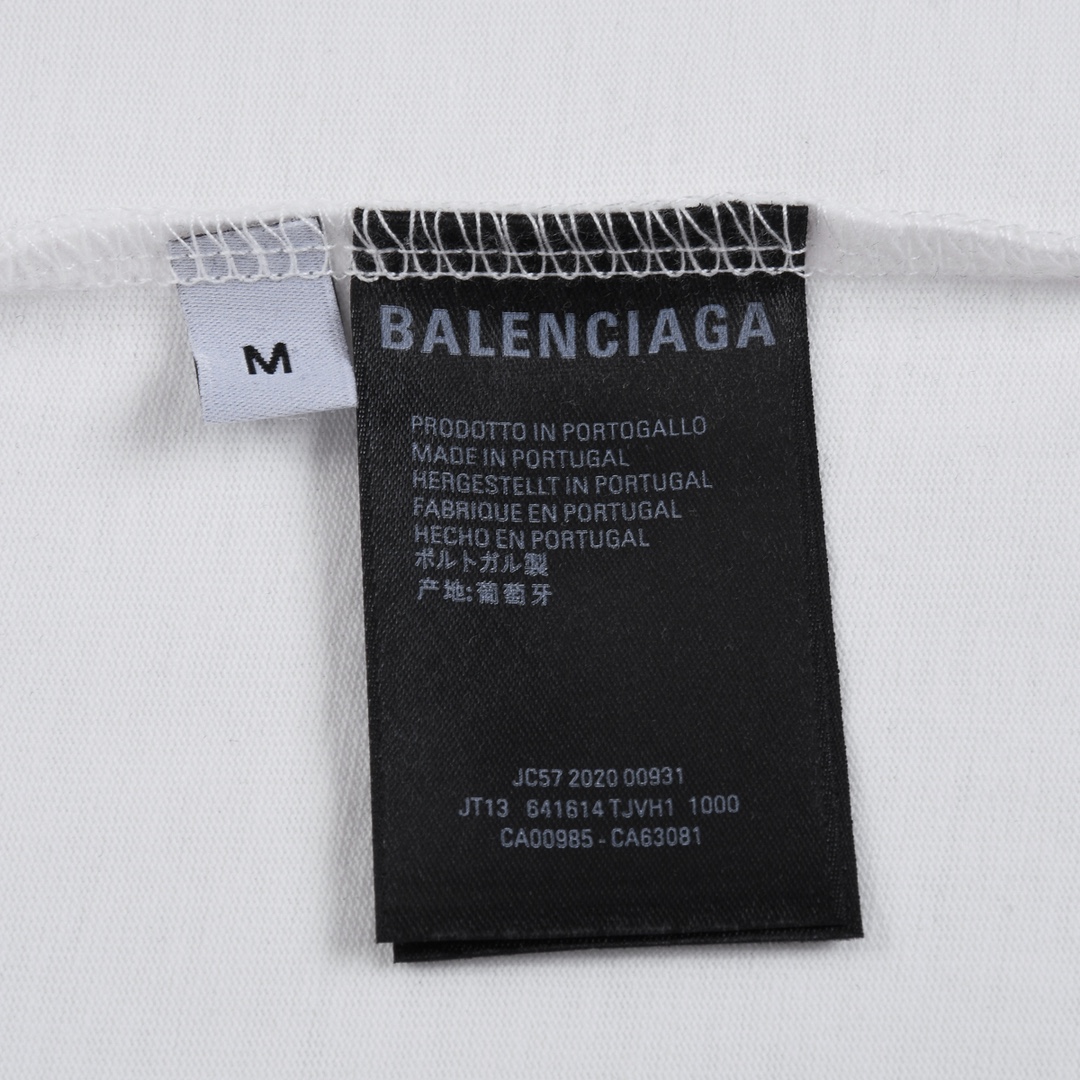 M
BALENCIAGA
PRODOTTO IN PORTOGALLO
MADE IN PORTUGAL
HERGESTELLT IN PORTUGAL
FABRIQUE EN PORTUGAL
HECHO EN PORTUGAL
ポルトガル製
产地:葡萄牙
JC57 2020 00931
JT13 641614 TJVH1 1000
CA00985 - CA63081